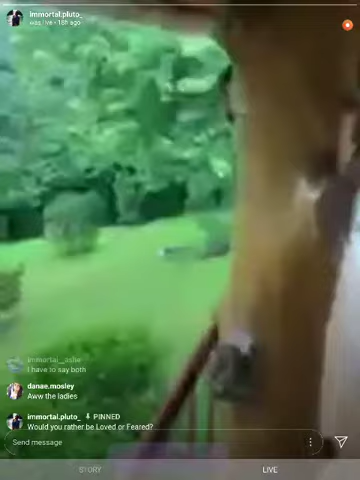 immortal.pluto_
was live • 18h ago
immortal__ashe
I have to say both
danae.mosley
Aww the ladies
immortal.pluto_ PINNED
Would you rather be Loved or Feared?
Send message
STORY LIVE